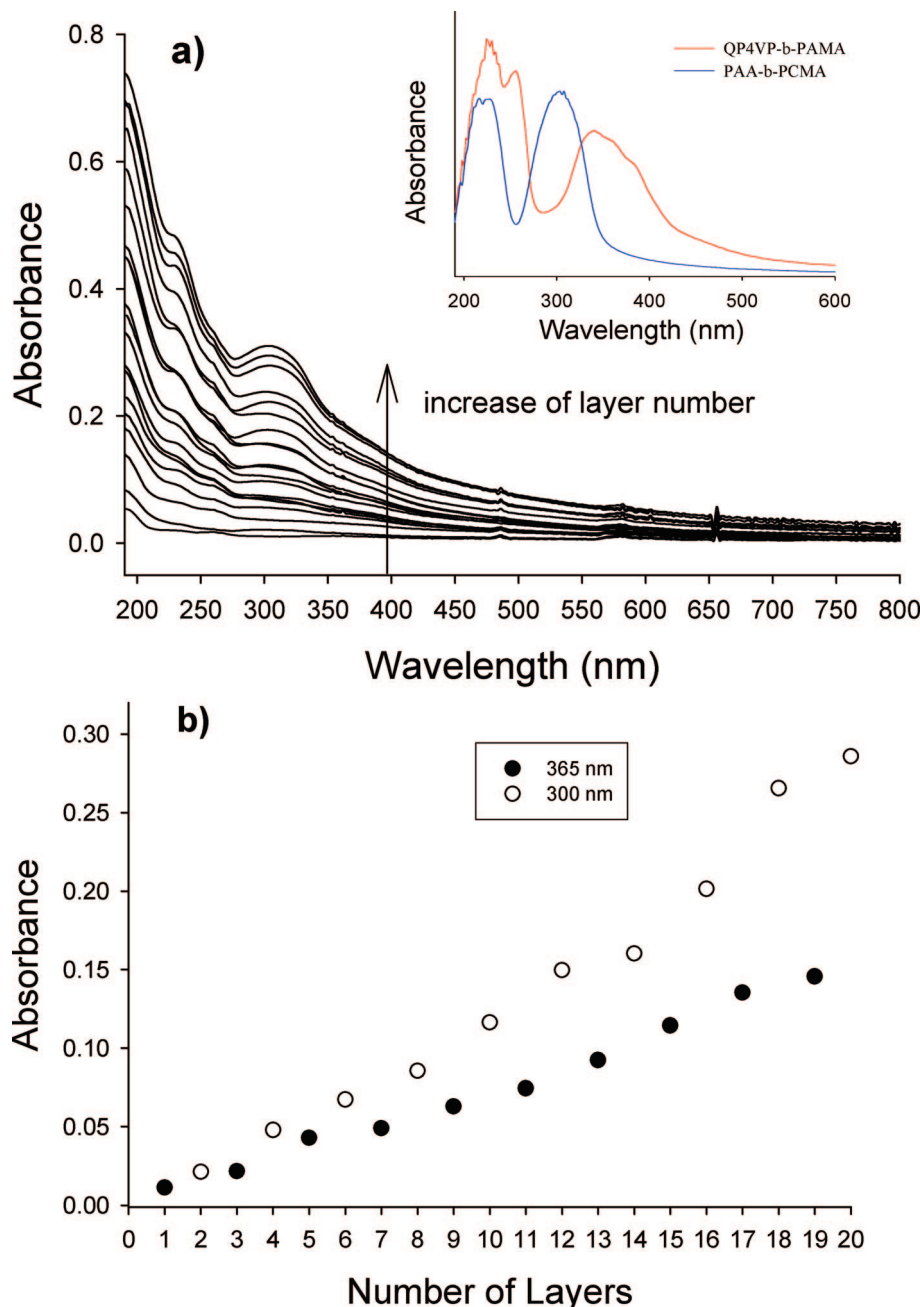 a)
QP4VP-b-PAMA
PAA-b-PCMA
Absorbance
200 300 400 500 600
Wavelength (nm)
0.8
0.6
0.4
0.2
0.0
Absorbance
increase of layer number
200 250 300 350 400 450 500 550 600 650 700 750 800
Wavelength (nm)
b)
365 nm
300 nm
0.30
0.25
0.20
0.15
0.10
0.05
0.00
Absorbance
0 1 2 3 4 5 6 7 8 9 10 11 12 13 14 15 16 17 18 19 20
Number of Layers